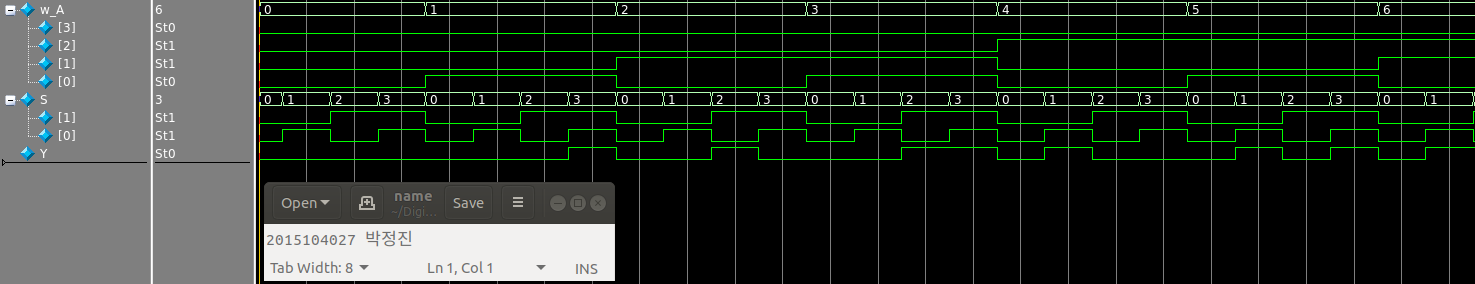 w_A 6 0 1 2 3 4 5 6
[3] St0
[2] St1
[1] St1
[0] St0
S 3 0 1 2 3 0 1 2 3 0 1 2 3 0 1 2 3 0 1 2 3 0 1 2 3 0 1
[1] St1
[0] St1
Y St0
Open name Save
~/Digi...
2015104027 박정진
Tab Width: 8 Ln 1, Col 1 INS